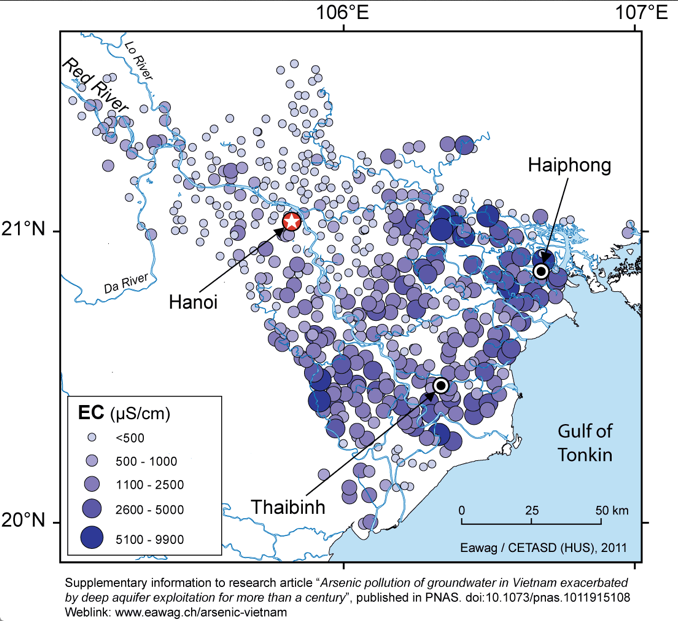 106°E
107°E
Lo River
Red River
Haiphong
21°N
Da River
Hanoi
EC (µS/cm)
<500
500 - 1000
1100 - 2500
2600 - 5000
5100 - 9900
Gulf of
Tonkin
Thaibinh
0 25 50 km
20°N
Eawag / CETASD (HUS), 2011
Supplementary information to research article “Arsenic pollution of groundwater in Vietnam exacerbated
by deep aquifer exploitation for more than a century”, published in PNAS. doi:10.1073/pnas.1011915108
Weblink: www.eawag.ch/arsenic-vietnam